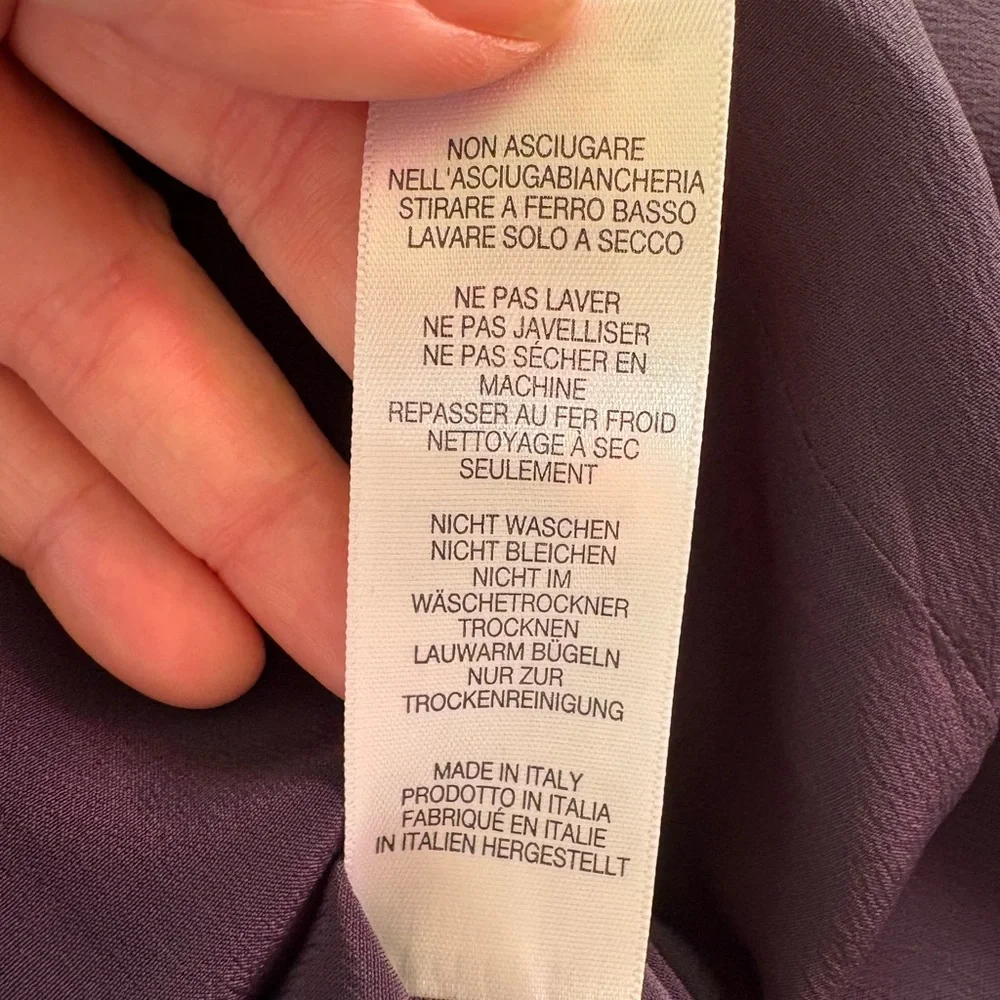 NON ASCIUGARE
NELL'ASCIUGABIANCHERIA
STIRARE A FERRO BASSO
LAVARE SOLO A SECCO
NE PAS LAVER
NE PAS JAVELLISER
NE PAS SÉCHER EN
MACHINE
REPASSER AU FER FROID
NETTOYAGE À SEC
SEULEMENT
NICHT WASCHEN
NICHT BLEICHEN
NICHT IM
WÄSCHETROCKNER
TROCKNEN
LAUWARM BÜGELN
NUR ZUR
TROCKENREINIGUNG
MADE IN ITALY
PRODOTTO IN ITALIA
FABRIQUÉ EN ITALIE
IN ITALIEN HERGESTELLT